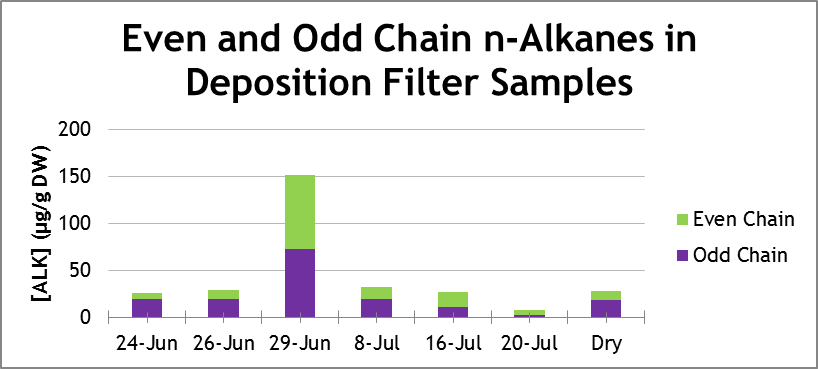 Even and Odd Chain n-Alkanes in
Deposition Filter Samples
[ALK] (µg/g DW)
200
150
100
50
0
24-Jun 26-Jun 29-Jun 8-Jul 16-Jul 20-Jul Dry
Even Chain
Odd Chain